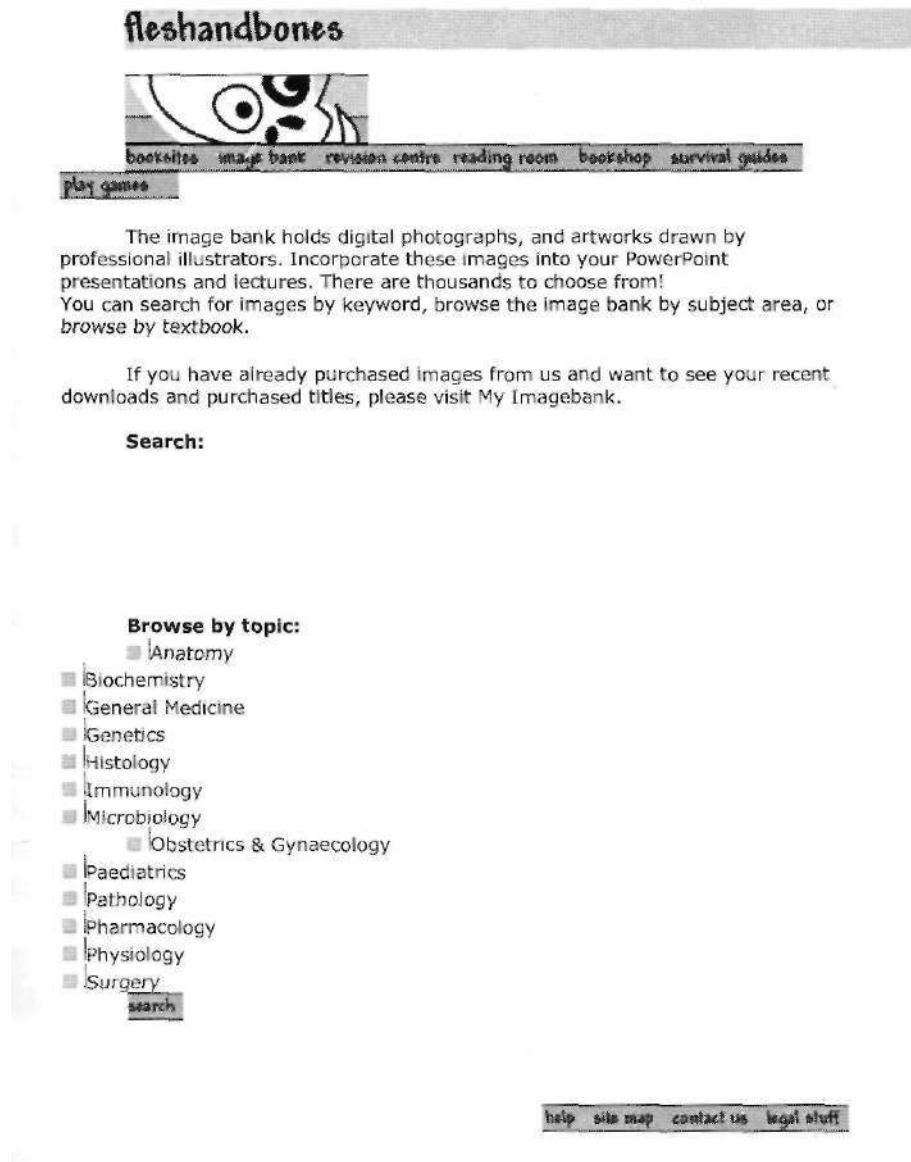 fleshandbones
booksites image bank revision centre reading room bookshop survival guides
play games
The image bank holds digital photographs, and artworks drawn by
professional illustrators. Incorporate these images into your PowerPoint
presentations and lectures. There are thousands to choose from!
You can search for images by keyword, browse the image bank by subject area, or
browse by textbook.
If you have already purchased images from us and want to see your recent
downloads and purchased titles, please visit My Imagebank.
Search:
Browse by topic:
Anatomy
Biochemistry
General Medicine
Genetics
Histology
Immunology
Microbiology
Obstetrics & Gynaecology
Paediatrics
Pathology
Pharmacology
Physiology
Surgery
search
help site map contact us legal stuff